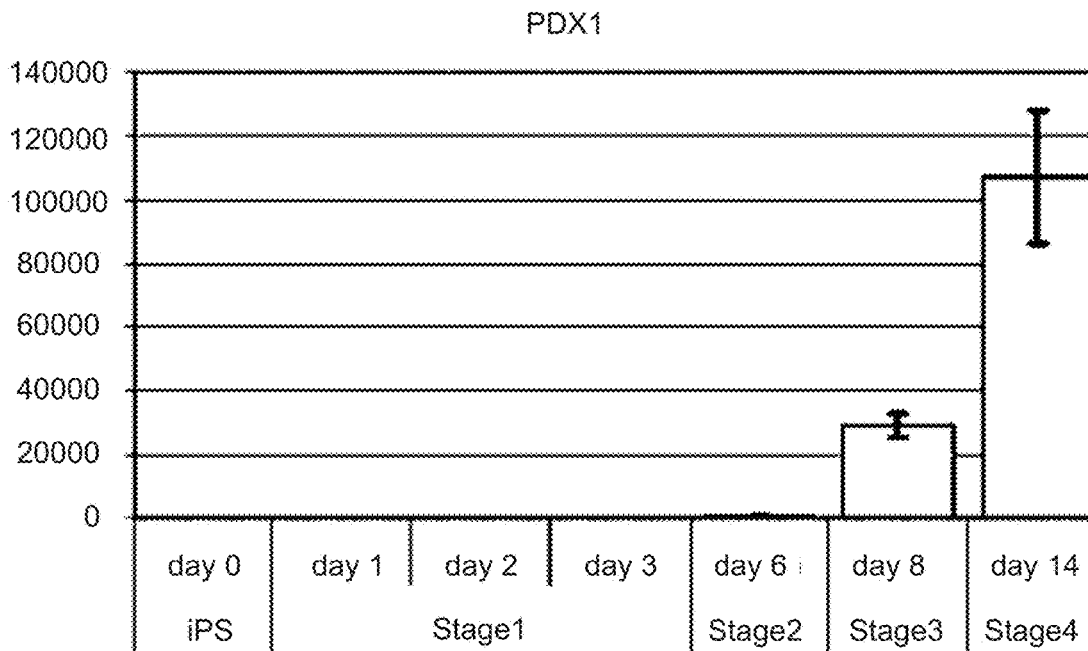 PDX1
140000
120000
100000
80000
60000
40000
20000
0
day 0 day 1 day 2 day 3 day 6 day 8 day 14
iPS Stage1 Stage2 Stage3 Stage4